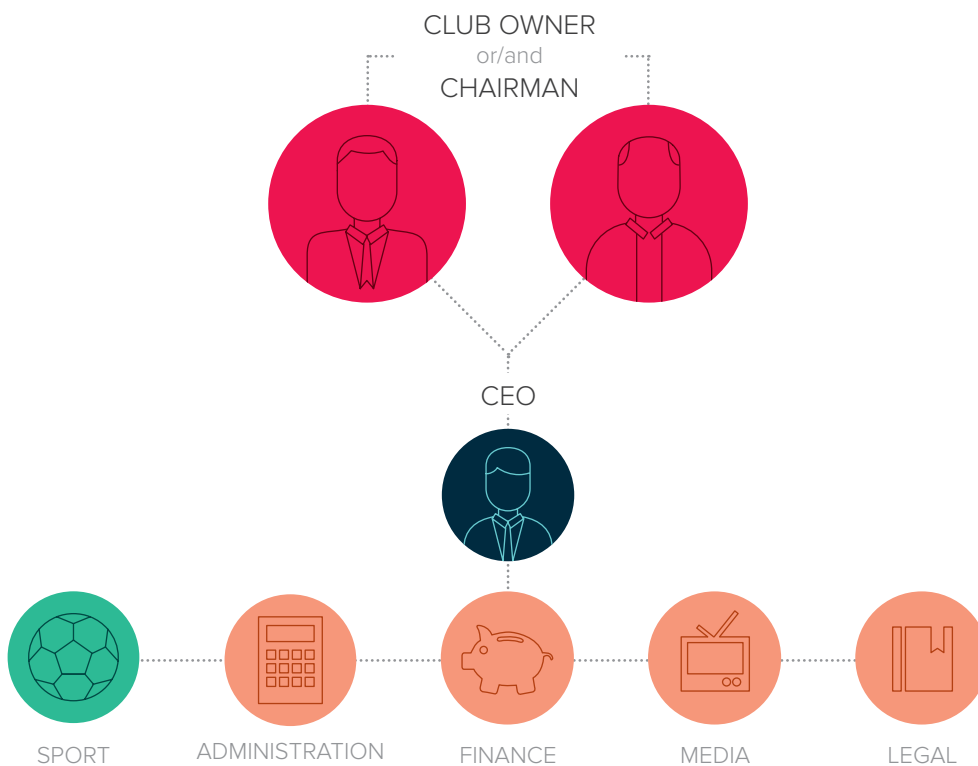 CLUB OWNER
or/and
CHAIRMAN
CEO
SPORT
ADMINISTRATION
FINANCE
MEDIA
LEGAL